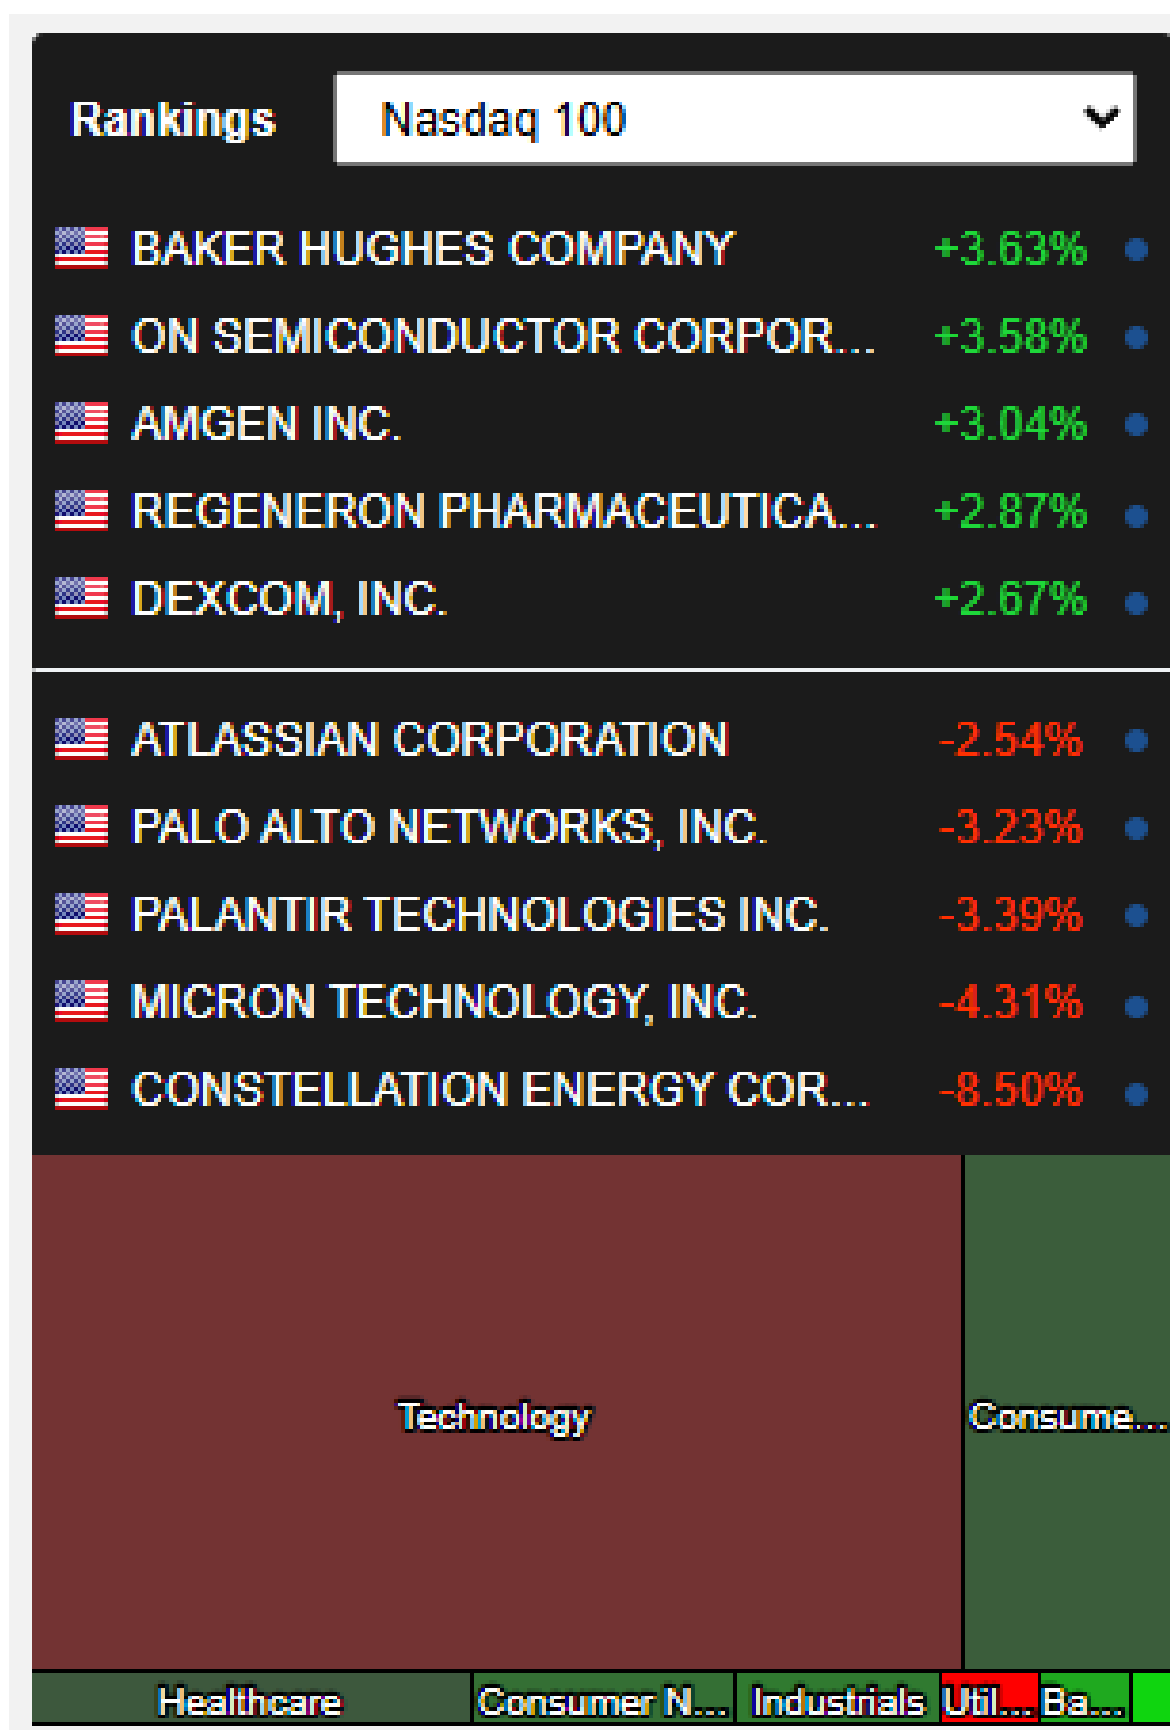 Rankings Nasdaq 100
BAKER HUGHES COMPANY +3.63%
ON SEMICONDUCTOR CORPOR... +3.58%
AMGEN INC. +3.04%
REGENERON PHARMACEUTICA... +2.87%
DEXCOM, INC. +2.67%
ATLASSIAN CORPORATION -2.54%
PALO ALTO NETWORKS, INC. -3.23%
PALANTIR TECHNOLOGIES INC. -3.39%
MICRON TECHNOLOGY, INC. -4.31%
CONSTELLATION ENERGY COR... -8.50%
Technology Consume...
Healthcare Consumer N... Industrials Util... Ba...